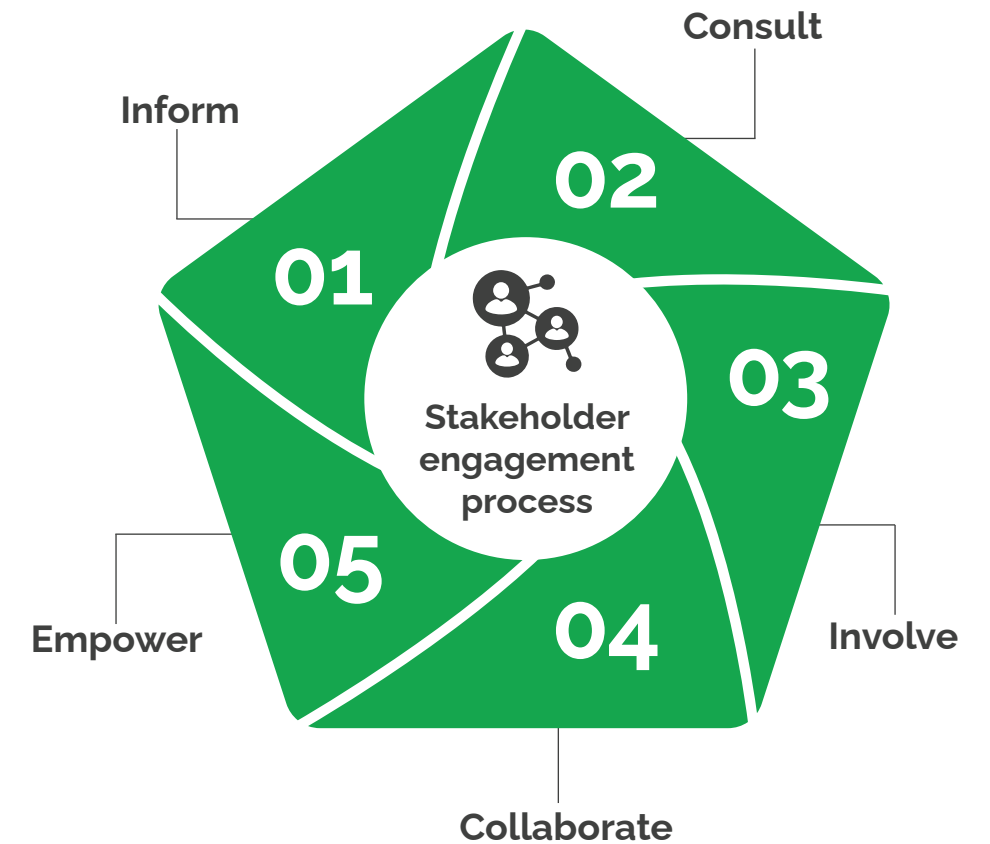 Consult
Inform
02
01
03
Stakeholder
engagement
process
05
04
Empower
Involve
Collaborate